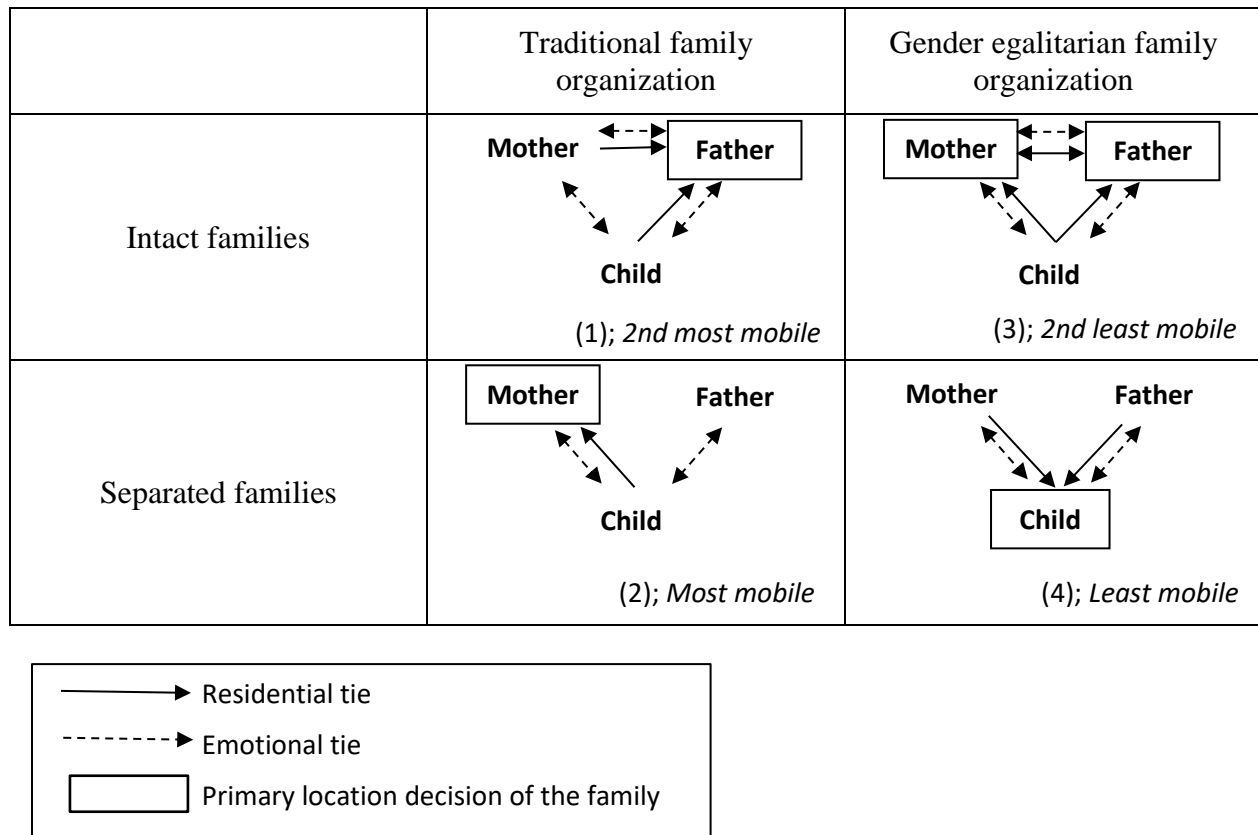 Traditional family
organization
Gender egalitarian family
organization
Intact families
Mother
Father
Child
(1); 2nd most mobile
Mother
Father
Child
(3); 2nd least mobile
Separated families
Mother
Father
Child
(2); Most mobile
Mother
Father
Child
(4); Least mobile
Residential tie
Emotional tie
Primary location decision of the family